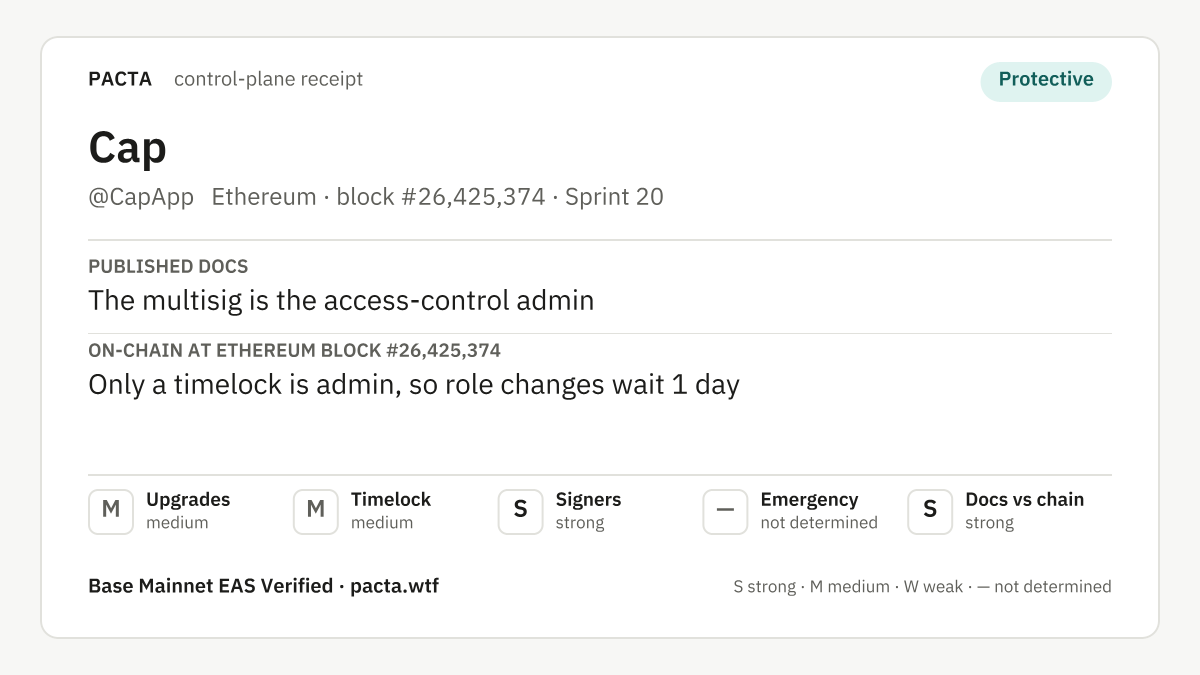 PACTA control-plane receipt Protective
Cap
@CapApp Ethereum · block #26,425,374 · Sprint 20
PUBLISHED DOCS
The multisig is the access-control admin
ON-CHAIN AT ETHEREUM BLOCK #26,425,374
Only a timelock is admin, so role changes wait 1 day
M Upgrades medium
M Timelock medium
S Signers strong
— Emergency not determined
S Docs vs chain strong
Base Mainnet EAS Verified · pacta.wtf
S strong · M medium · W weak · — not determined